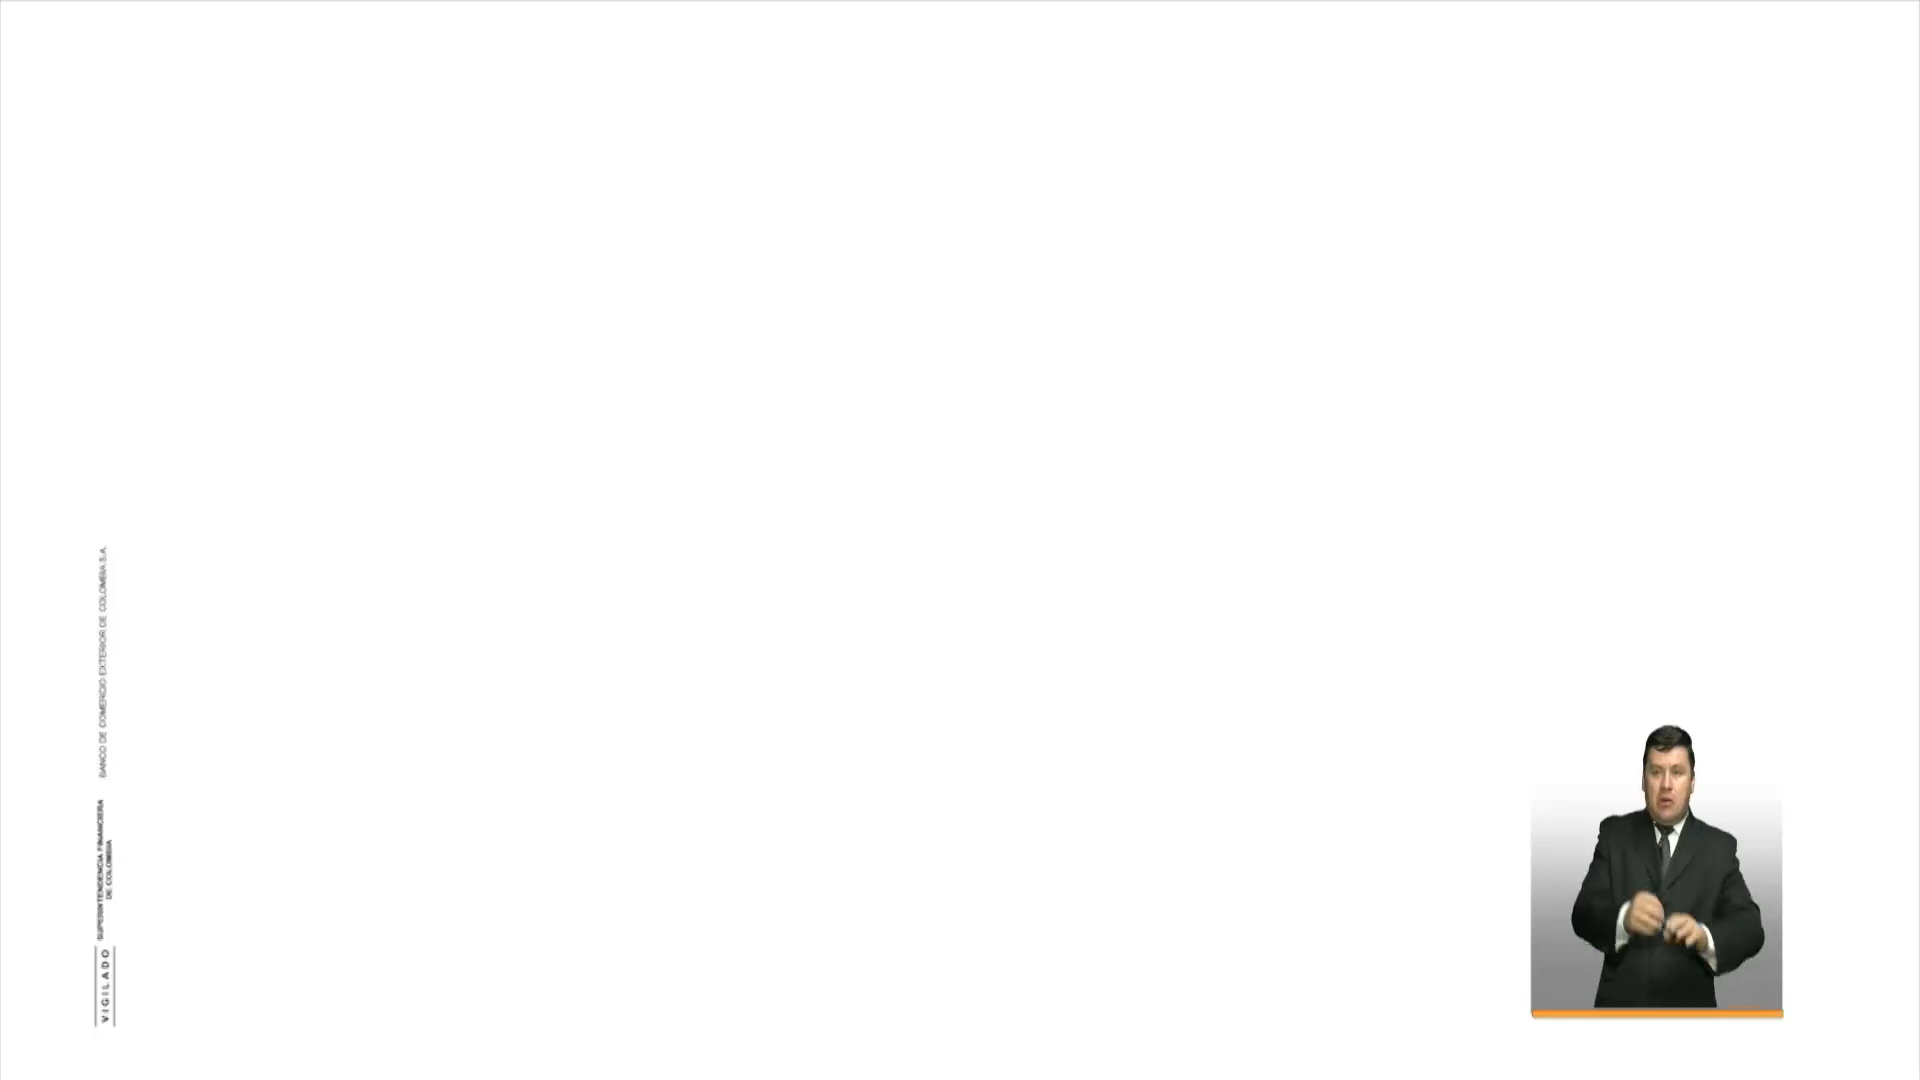 VIGILADO
SUPERINTENDENCIA FINANCIERA
DE COLOMBIA
BANCO DE COMERCIO EXTERIOR DE COLOMBIA S.A.